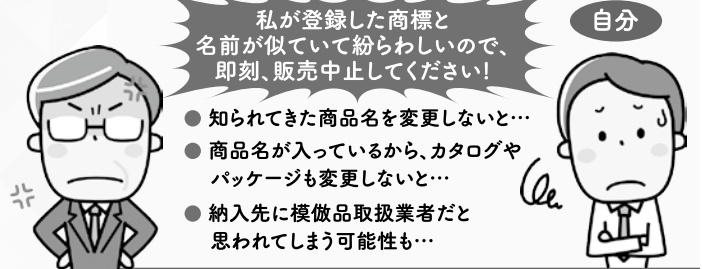 私が登録した商標と
名前が似ていて紛らわしいので、
即刻、販売中止してください！
自分
● 知られてきた商品名を変更しないと…
● 商品名が入っているから、カタログや
パッケージも変更しないと…
● 納入先に模倣品取扱業者だと
思われてしまう可能性も…